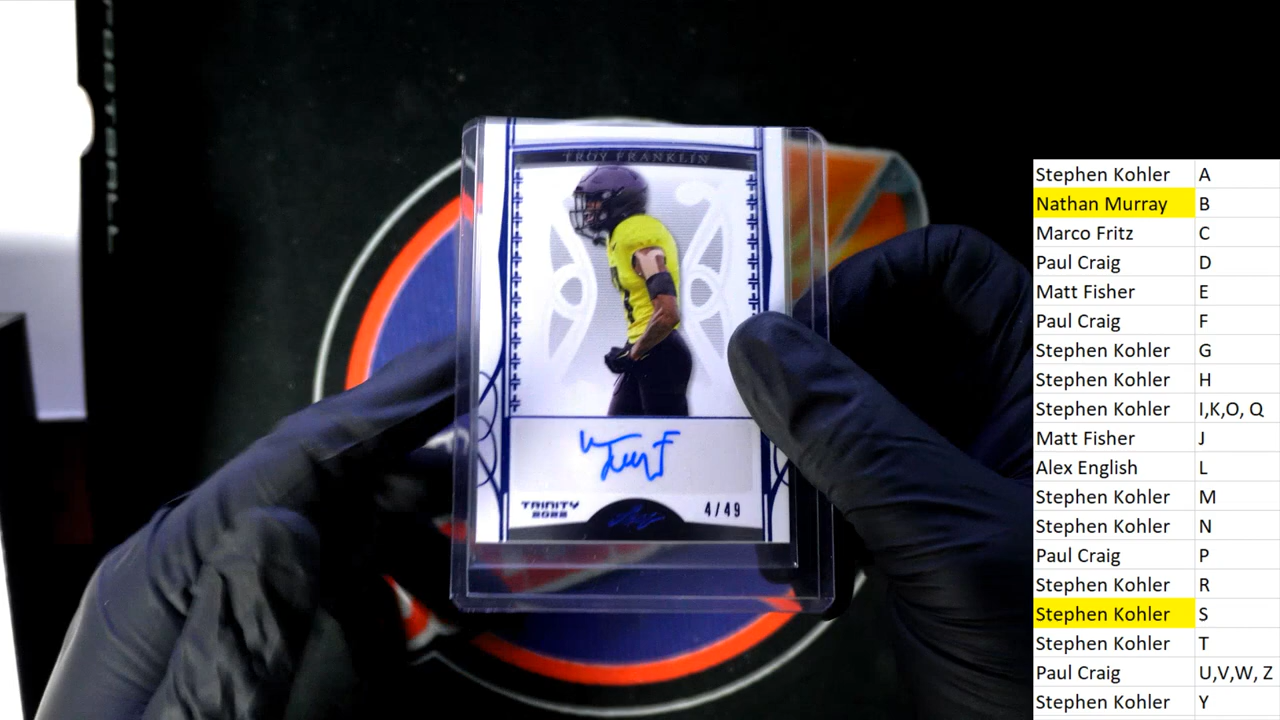 TROY FRANKLIN
TRINITY
2022
4/49
Stephen Kohler A
Nathan Murray B
Marco Fritz C
Paul Craig D
Matt Fisher E
Paul Craig F
Stephen Kohler G
Stephen Kohler H
Stephen Kohler I,K,O, Q
Matt Fisher J
Alex English L
Stephen Kohler M
Stephen Kohler N
Paul Craig P
Stephen Kohler R
Stephen Kohler S
Stephen Kohler T
Paul Craig U,V,W, Z
Stephen Kohler Y